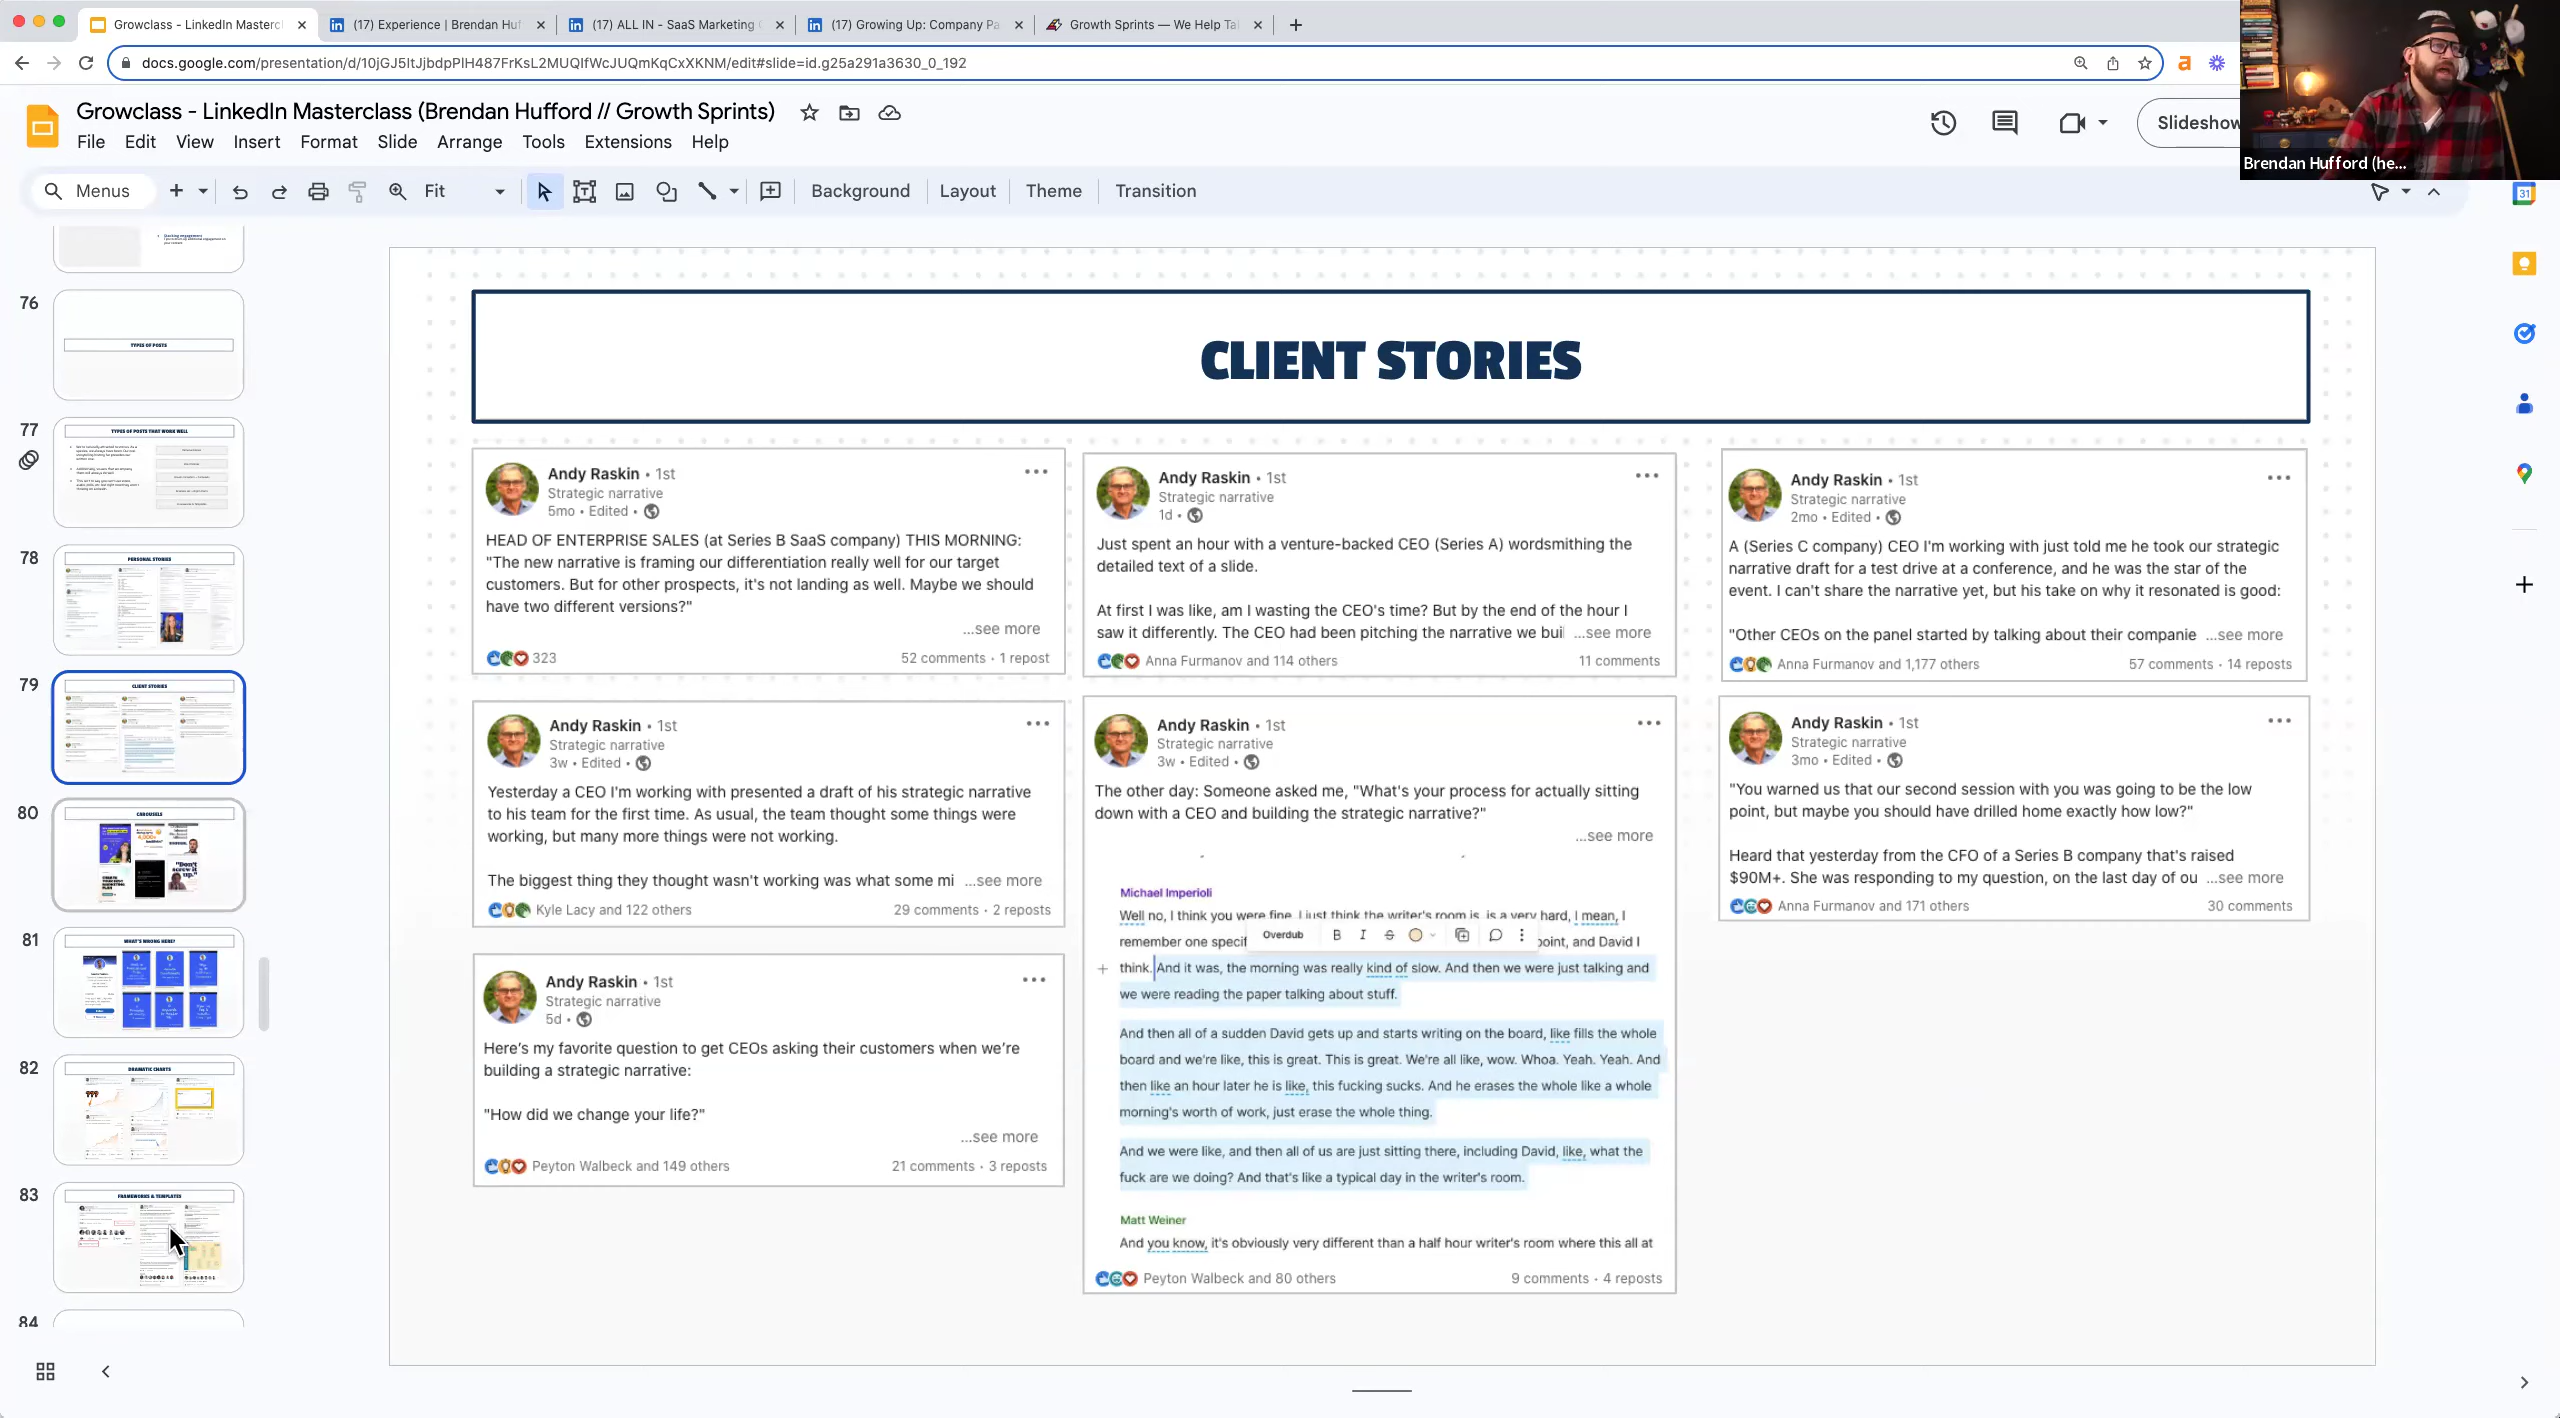 Growclass - LinkedIn Mastercl
(17) Experience | Brendan Huf
(17) ALL IN - SaaS Marketing
(17) Growing Up: Company Pa
Growth Sprints — We Help Ta
docs.google.com/presentation/d/10jGJ5ItJjbdpPlH487FrKsL2MUQIfWcJUQmKqCxXKNM/edit#slide=id.g25a291a3630_0_192
Growclass - LinkedIn Masterclass (Brendan Hufford // Growth Sprints)
File Edit View Insert Format Slide Arrange Tools Extensions Help
Slideshow
Brendan Hufford (he...
Menus
Fit
Background
Layout
Theme
Transition
31
76
TYPES OF POSTS
77
TYPES OF POSTS THAT WORK WELL
78
PERSONAL STORIES
79
CLIENT STORIES
80
CAROUSELS
81
WHAT'S WRONG HERE?
82
DRAMATIC CHARTS
83
FRAMEWORKS & TEMPLATES
84
CLIENT STORIES
Andy Raskin • 1st
Strategic narrative
5mo • Edited •
HEAD OF ENTERPRISE SALES (at Series B SaaS company) THIS MORNING:
"The new narrative is framing our differentiation really well for our target
customers. But for other prospects, it's not landing as well. Maybe we should
have two different versions?"
...see more
323
52 comments • 1 repost
Andy Raskin • 1st
Strategic narrative
3w • Edited •
Yesterday a CEO I'm working with presented a draft of his strategic narrative
to his team for the first time. As usual, the team thought some things were
working, but many more things were not working.
The biggest thing they thought wasn't working was what some mi ...see more
Kyle Lacy and 122 others
29 comments • 2 reposts
Andy Raskin • 1st
Strategic narrative
5d •
Here's my favorite question to get CEOs asking their customers when we're
building a strategic narrative:
"How did we change your life?"
...see more
Peyton Walbeck and 149 others
21 comments • 3 reposts
Andy Raskin • 1st
Strategic narrative
1d •
Just spent an hour with a venture-backed CEO (Series A) wordsmithing the
detailed text of a slide.
At first I was like, am I wasting the CEO's time? But by the end of the hour I
saw it differently. The CEO had been pitching the narrative we bui ...see more
Anna Furmanov and 114 others
11 comments
Andy Raskin • 1st
Strategic narrative
3w • Edited •
The other day: Someone asked me, "What's your process for actually sitting
down with a CEO and building the strategic narrative?"
...see more
Michael Imperioli
Well no, I think you were fine. I just think the writer's room is, is a very hard, I mean, I
Overdub
remember one specif
point, and David I
think. And it was, the morning was really kind of slow. And then we were just talking and
we were reading the paper talking about stuff.
And then all of a sudden David gets up and starts writing on the board, like fills the whole
board and we're like, this is great. This is great. We're all like, wow. Whoa. Yeah. Yeah. And
then like an hour later he is like, this fucking sucks. And he erases the whole like a whole
morning's worth of work, just erase the whole thing.
And we were like, and then all of us are just sitting there, including David, like, what the
fuck are we doing? And that's like a typical day in the writer's room.
Matt Weiner
And you know, it's obviously very different than a half hour writer's room where this all at
Peyton Walbeck and 80 others
9 comments • 4 reposts
Andy Raskin • 1st
Strategic narrative
2mo • Edited •
A (Series C company) CEO I'm working with just told me he took our strategic
narrative draft for a test drive at a conference, and he was the star of the
event. I can't share the narrative yet, but his take on why it resonated is good:
"Other CEOs on the panel started by talking about their companie ...see more
Anna Furmanov and 1,177 others
57 comments • 14 reposts
Andy Raskin • 1st
Strategic narrative
3mo • Edited •
"You warned us that our second session with you was going to be the low
point, but maybe you should have drilled home exactly how low?"
Heard that yesterday from the CFO of a Series B company that's raised
$90M+. She was responding to my question, on the last day of ou ...see more
Anna Furmanov and 171 others
30 comments